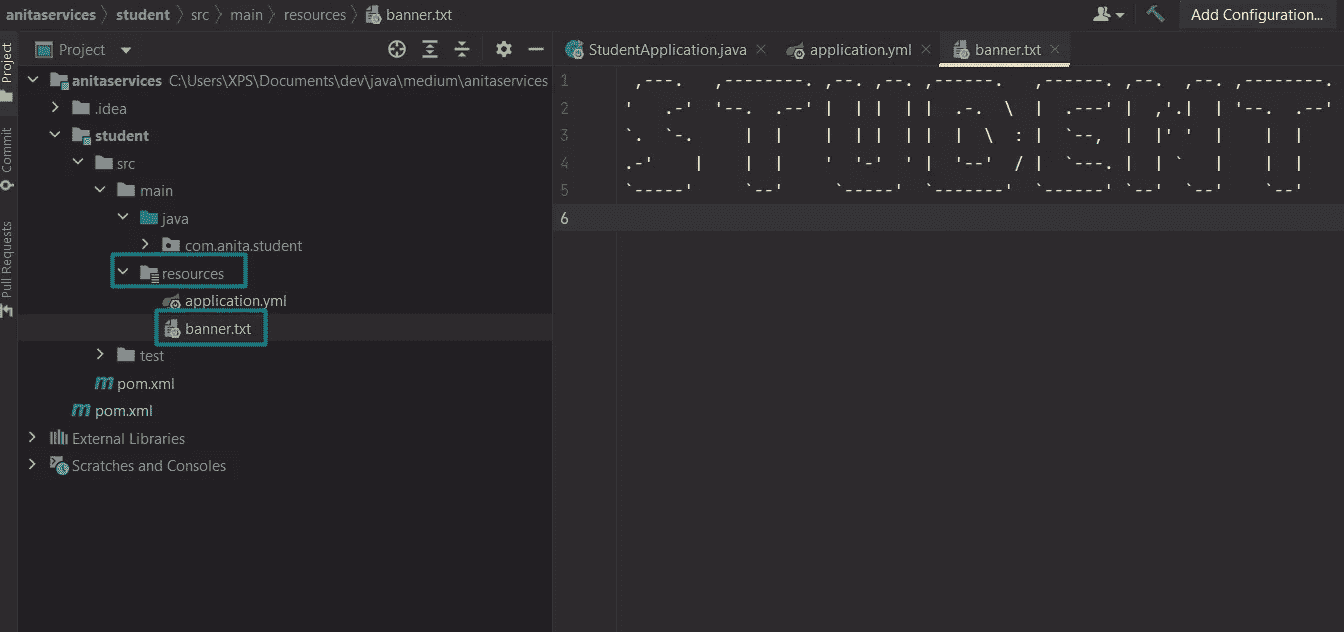 anitaservices student src main resources banner.txt Add Configuration...
Project StudentApplication.java application.yml banner.txt
Project
Commit
Pull Requests
anitaservices C:\Users\XPS\Documents\dev\java\medium\anitaservices
.idea
student
src
main
java
com.anita.student
resources
application.yml
banner.txt
test
pom.xml
pom.xml
External Libraries
Scratches and Consoles
1  ,---.   ,--------. ,--. ,--. ,------.   ,------. ,--.  ,--. ,--------.
2 '   .-'  '--.  .--' |  | |  | |  .-.  \  |  .---' |  ,'.|  | '--.  .--'
3 `.  `-.     |  |    |  | |  | |  |  \  : |  `--,  |  |' '  |    |  |
4 .-'    |    |  |    '  '-'  ' |  '--'  / |  `---. |  | `   |    |  |
5 `-----'     `--'     `-----'  `-------'  `------' `--'  `--'    `--'
6